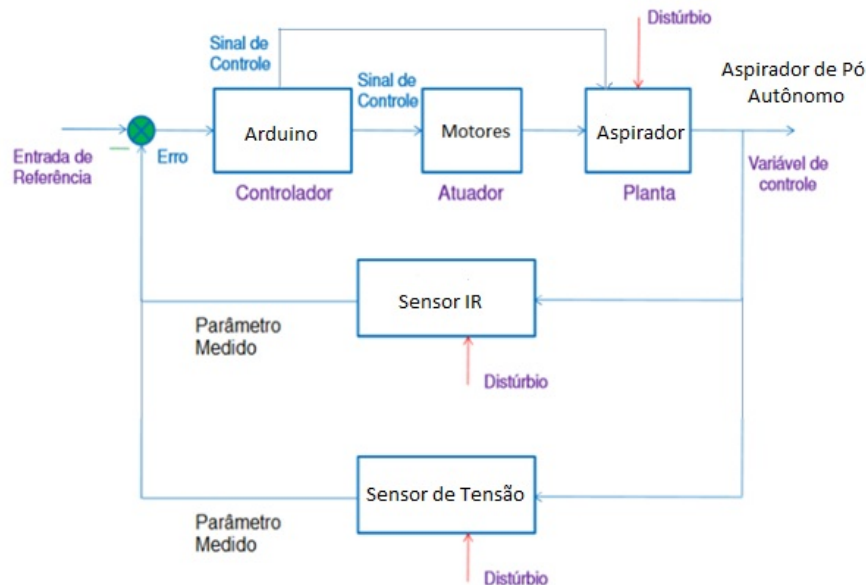 Distúrbio
Sinal de
Controle
Sinal de
Controle
Aspirador de Pó
Autônomo
Arduino
Motores
Aspirador
Entrada de
Referência
Erro
Controlador
Atuador
Planta
Variável de
controle
Sensor IR
Parâmetro
Medido
Distúrbio
Sensor de Tensão
Parâmetro
Medido
Distúrbio